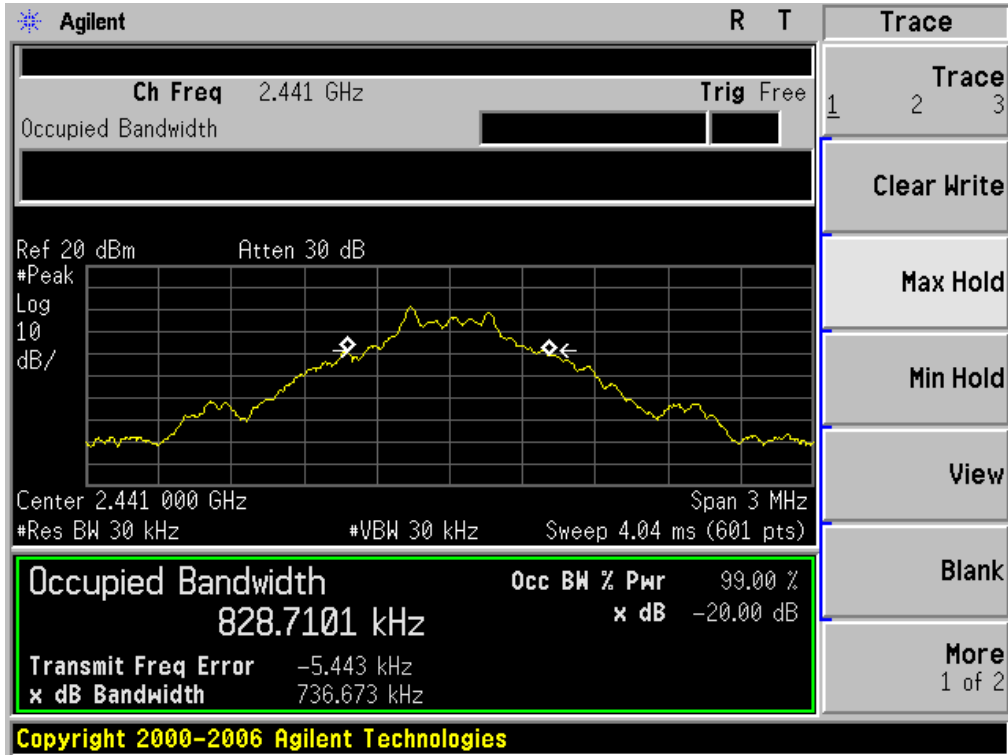 Agilent R T
Trace
Ch Freq 2.441 GHz Trig Free
Occupied Bandwidth
Trace
1 2 3
Clear Write
Max Hold
Min Hold
View
Blank
More
1 of 2
Ref 20 dBm Atten 30 dB
#Peak
Log
10
dB/
Center 2.441 000 GHz Span 3 MHz
#Res BW 30 kHz #VBW 30 kHz Sweep 4.04 ms (601 pts)
Occupied Bandwidth
828.7101 kHz
Occ BW % Pwr 99.00 %
x dB -20.00 dB
Transmit Freq Error -5.443 kHz
x dB Bandwidth 736.673 kHz
Copyright 2000-2006 Agilent Technologies